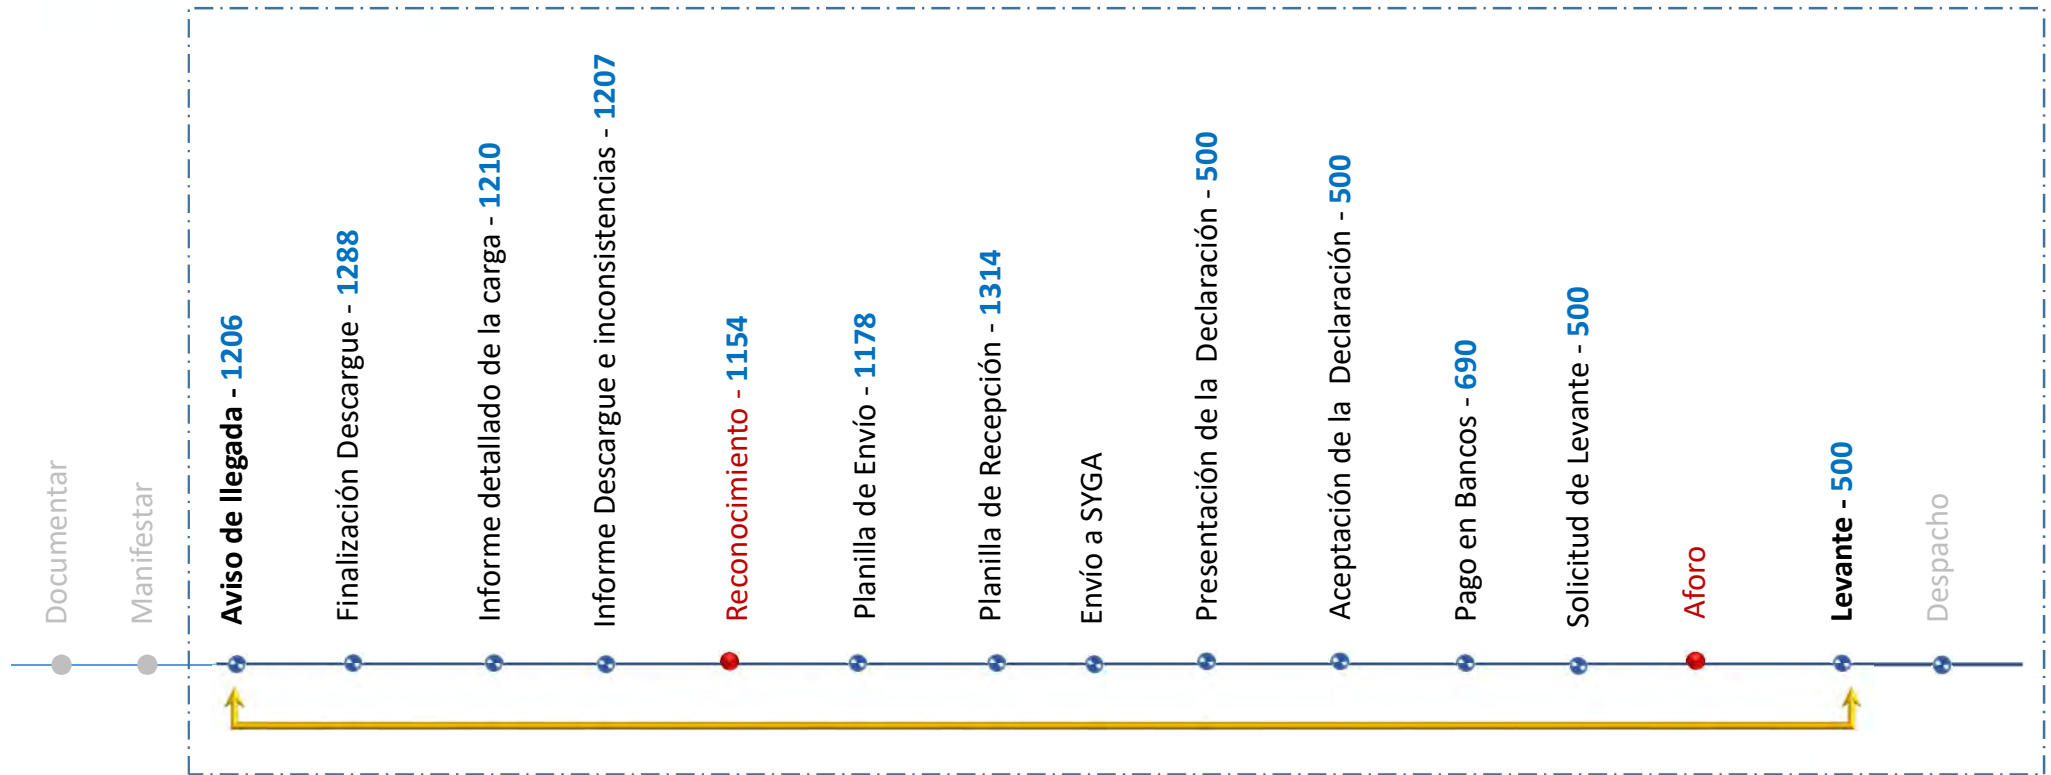 Documentar
Manifestar
Aviso de llegada - 1206
Finalización Descargue - 1288
Informe detallado de la carga - 1210
Informe Descargue e inconsistencias - 1207
Reconocimiento - 1154
Planilla de Envío - 1178
Planilla de Recepción - 1314
Envío a SYGA
Presentación de la Declaración - 500
Aceptación de la Declaración - 500
Pago en Bancos - 690
Solicitud de Levante - 500
Aforo
Levante - 500
Despacho